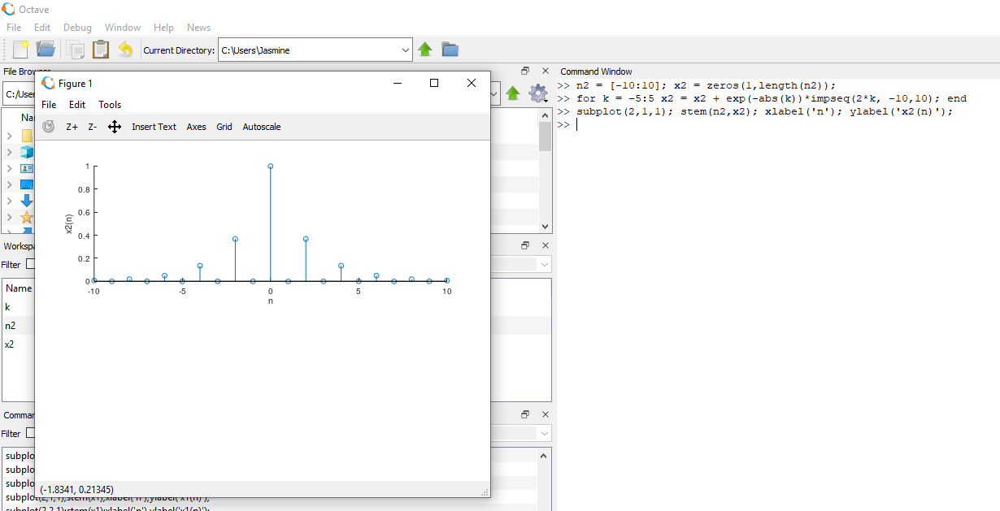 Octave
File Edit Debug Window Help News
Current Directory: C:\Users\Jasmine
File Browser
C:/User
Na
Figure 1
File Edit Tools
Z+ Z- Insert Text Axes Grid Autoscale
1
0.8
0.6
0.4
0.2
0
x2(n)
-10 -5 0 5 10
n
(-1.8341, 0.21345)
Workspa
Filter
Name
k
n2
x2
Commar
Filter
subplo
subplo
subplo
subplot(2,1,1);stem(x1);xlabel('n');ylabel('x1(n)');
subplot(2,2,1);stem(x1);xlabel('n');ylabel('x1(n)');
Command Window
>> n2 = [-10:10]; x2 = zeros(1,length(n2));
>> for k = -5:5 x2 = x2 + exp(-abs(k))*impseq(2*k, -10,10); end
>> subplot(2,1,1); stem(n2,x2); xlabel('n'); ylabel('x2(n)');
>>